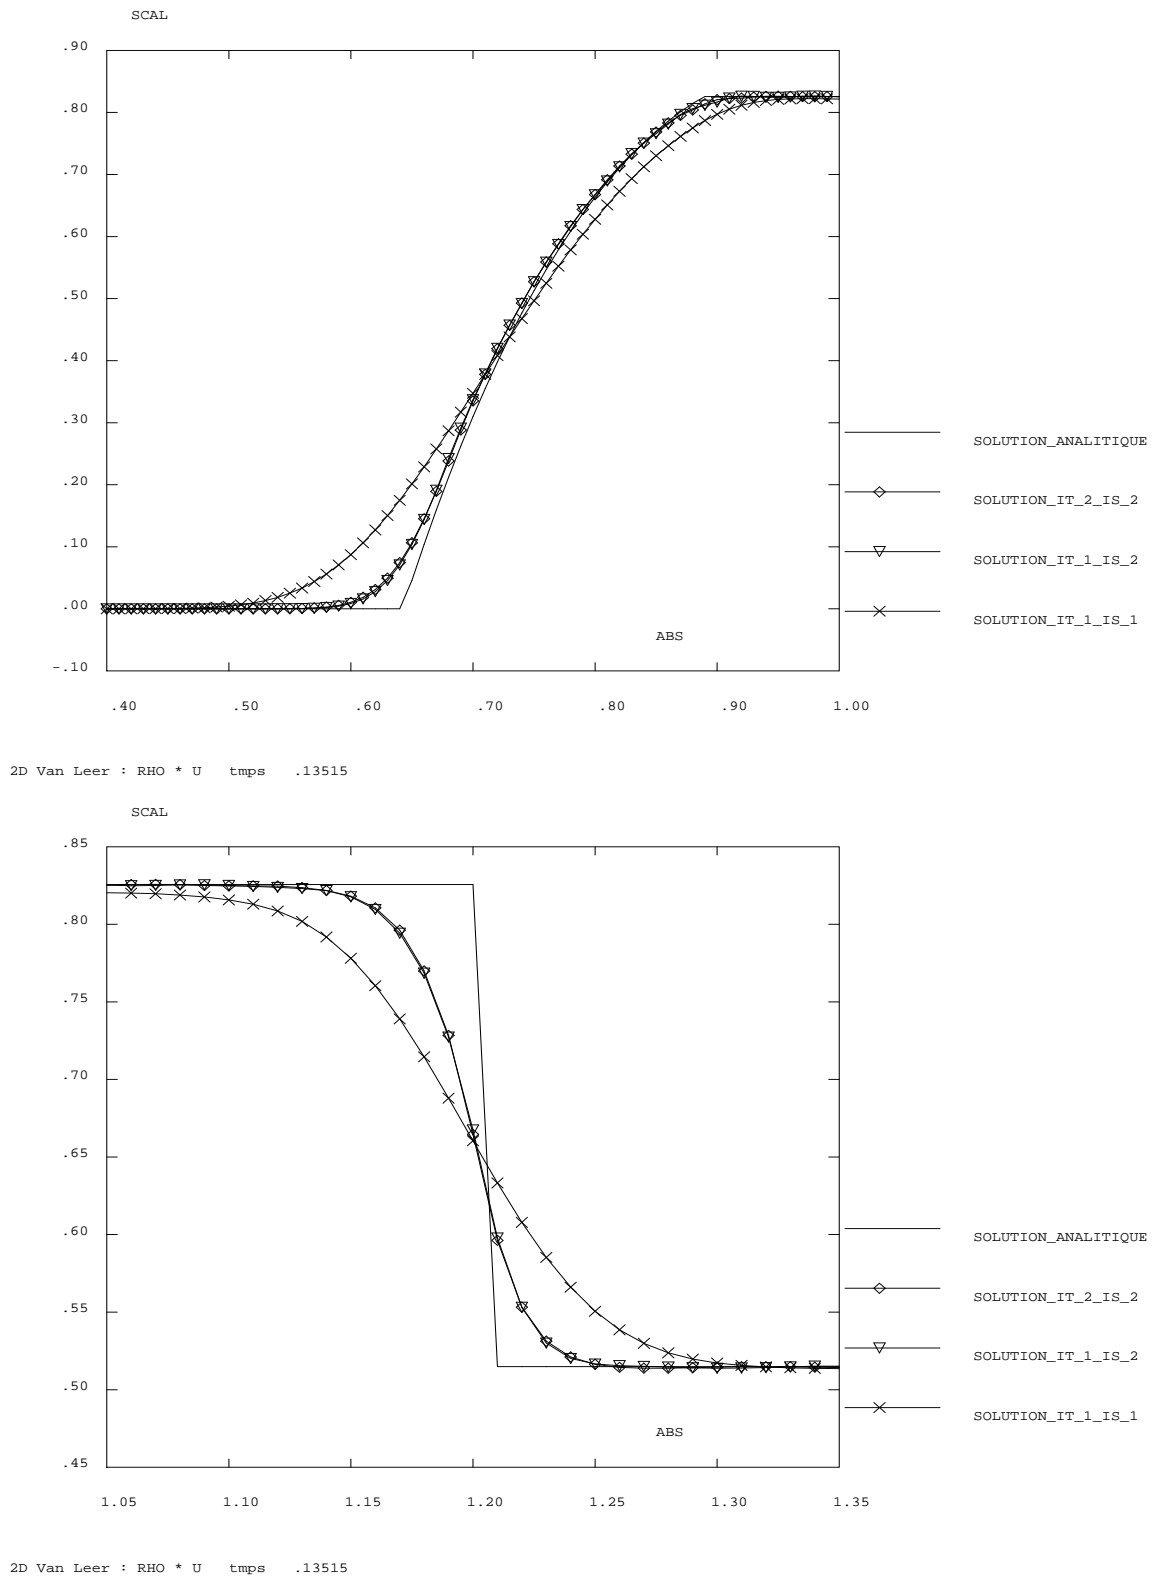 SCAL
.90
.80
.70
.60
.50
.40
.30
.20
.10
.00
-.10
ABS
.40 .50 .60 .70 .80 .90 1.00
SOLUTION_ANALITIQUE
SOLUTION_IT_2_IS_2
SOLUTION_IT_1_IS_2
SOLUTION_IT_1_IS_1
2D Van Leer : RHO * U tmps .13515
SCAL
.85
.80
.75
.70
.65
.60
.55
.50
.45
ABS
1.05 1.10 1.15 1.20 1.25 1.30 1.35
SOLUTION_ANALITIQUE
SOLUTION_IT_2_IS_2
SOLUTION_IT_1_IS_2
SOLUTION_IT_1_IS_1
2D Van Leer : RHO * U tmps .13515